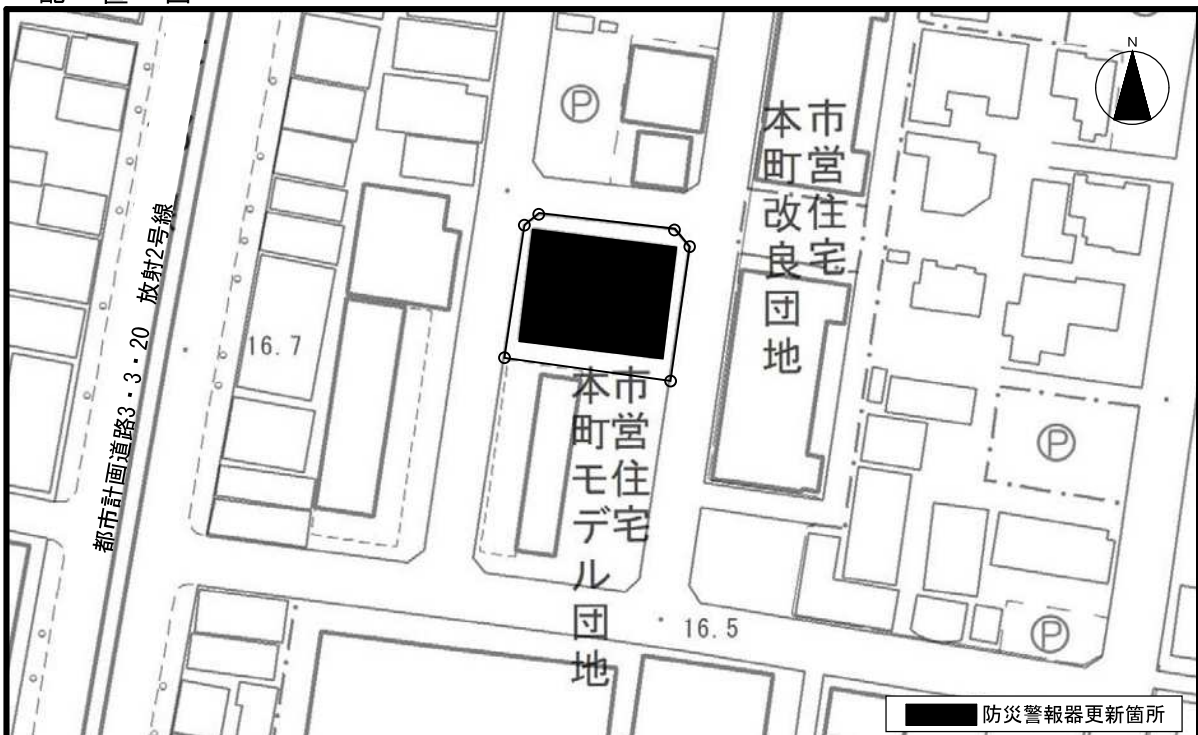 配置図
N
P
市営住宅
本町改良団地
都市計画道路3・3・20 放射2号線
16.7
市営住宅
本町モデル団地
P
16.5
P
防災警報器更新箇所